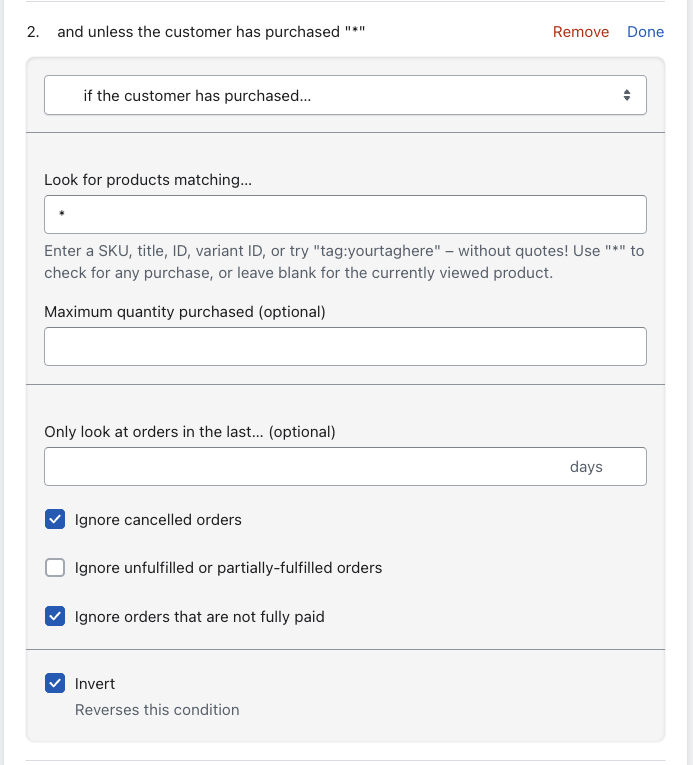 2. and unless the customer has purchased "*" Remove Done
if the customer has purchased...
Look for products matching...
*
Enter a SKU, title, ID, variant ID, or try "tag:yourtaghere" – without quotes! Use "*" to
check for any purchase, or leave blank for the currently viewed product.
Maximum quantity purchased (optional)
Only look at orders in the last... (optional)
days
Ignore cancelled orders
Ignore unfulfilled or partially-fulfilled orders
Ignore orders that are not fully paid
Invert
Reverses this condition